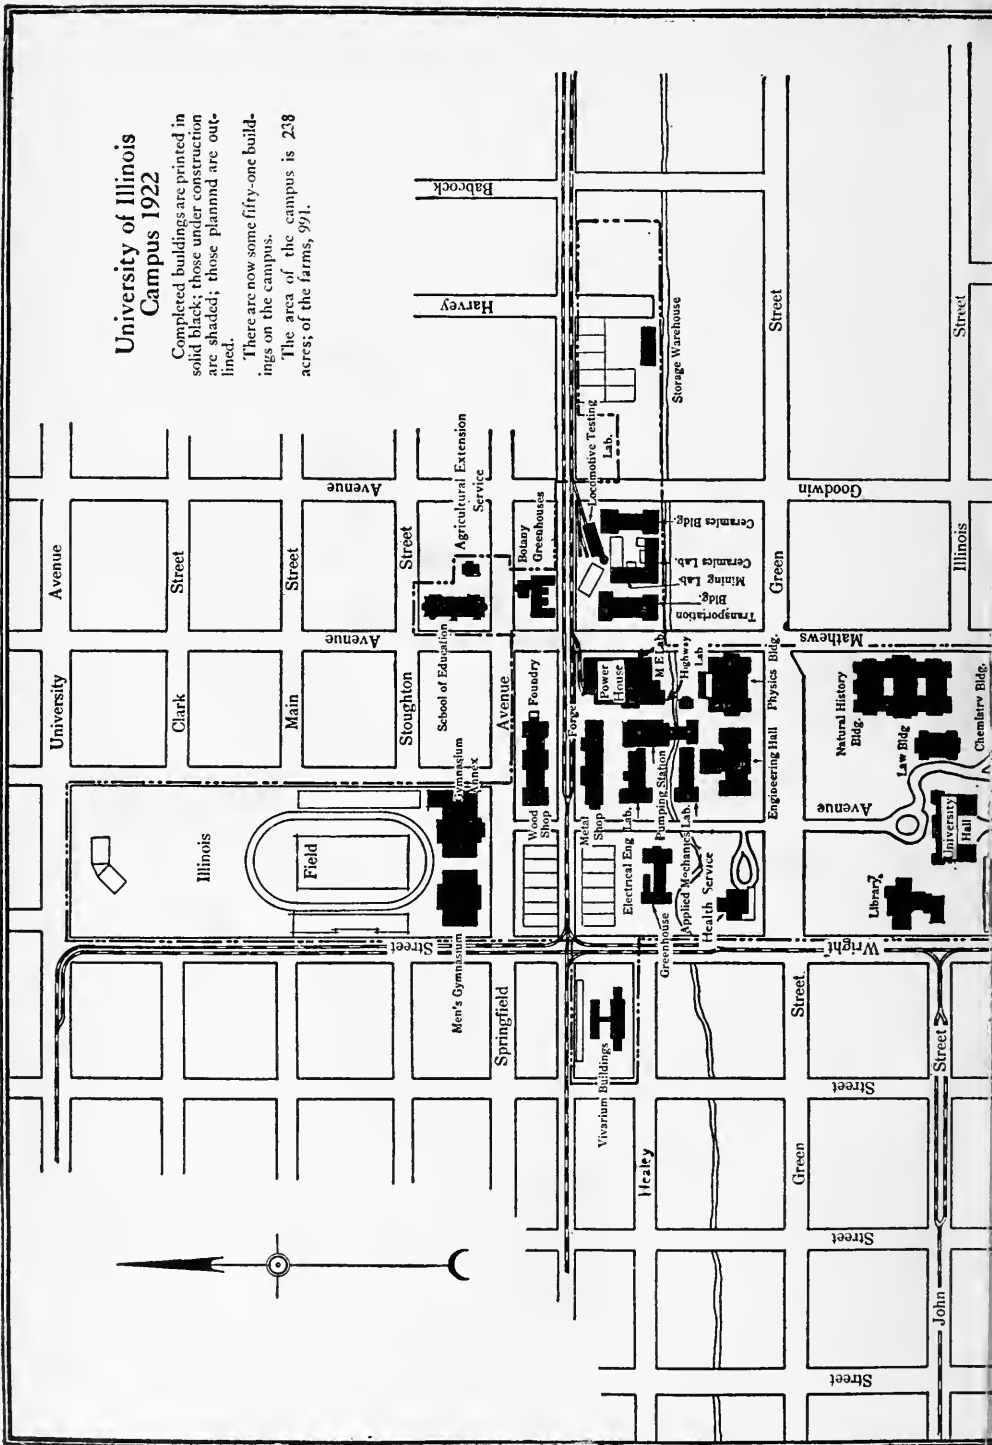 University of Illinois
Campus 1922
Completed buildings are printed in
solid black; those under construction
are shaded; those plannnd are out-
lined.
There are now some fifty-one build-
ings on the campus.
The area of the campus is 238
acres; of the farms, 991.
Babcock
Harvey
Goodwin
Avenue
Mathews
Avenue
University
Avenue
Clark
Street
Main
Street
Stoughton
Street
Springfield
Avenue
Agricultural Extension
Service
School of Education
Botany
Greenhouses
Locomotive Testing
Lab.
Storage Warehouse
Ceramics Bldg.
Ceramics Lab.
Mining Lab
Transportation
Bldg.
Illinois
Field
Gymnasium
Annex
Men's Gymnasium
Wood
Shop
Foundry
Forge
Metal
Shop
Power
House
M E Lab.
Highway
Lab
Physics Bldg.
Engineering Hall
Pumping Station
Electrical Eng Lab.
Applied Mechanics Lab.
Greenhouse
Health Service
Vivarium Buildings
Healey
Green
Street
Green
Street
Street
Wright
Avenue
Natural History
Bldg.
Law Bldg
Chemistry Bldg.
University
Hall
Library
Illinois
Street
John
Street
Street
Street
Street